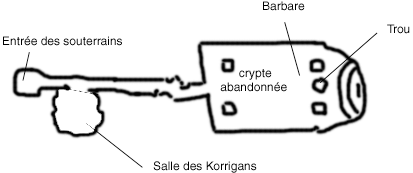 Barbare
Trou
Entrée des souterrains
crypte
abandonnée
Salle des Korrigans